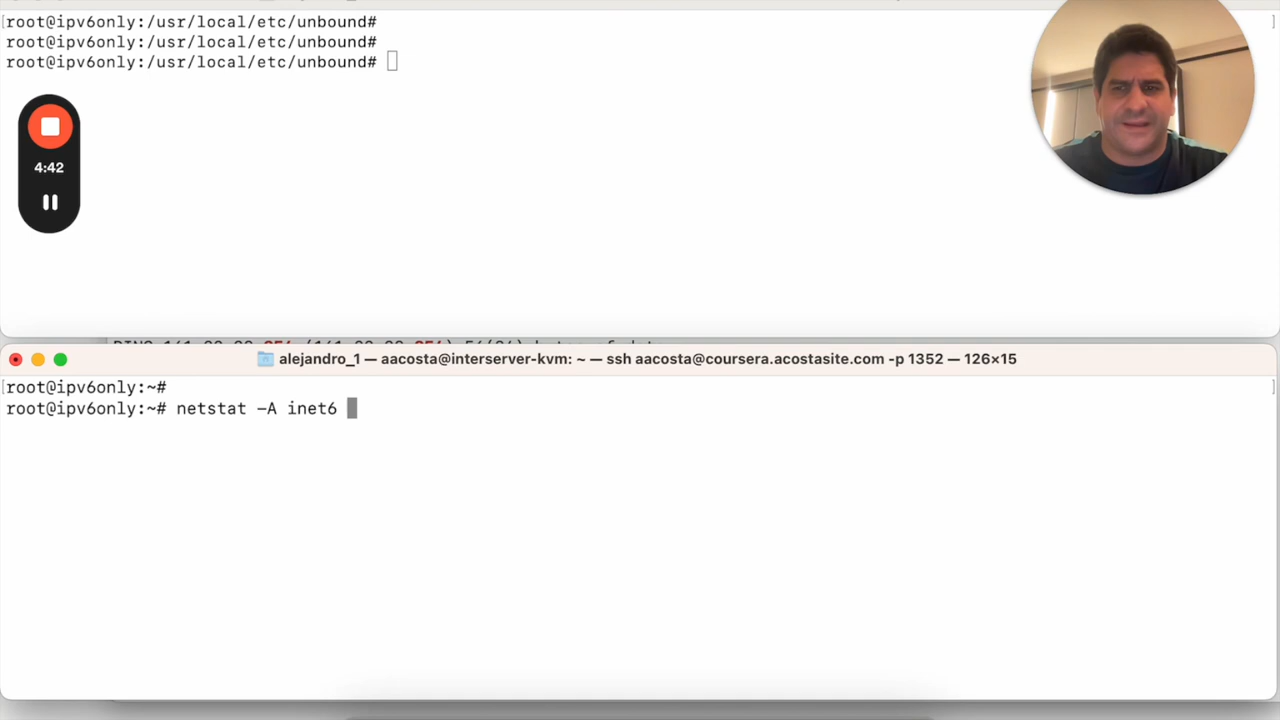 root@ipv6only:/usr/local/etc/unbound#
root@ipv6only:/usr/local/etc/unbound#
root@ipv6only:/usr/local/etc/unbound#
4:42
alejandro_1 — aacosta@interserver-kvm: ~ — ssh aacosta@coursera.acostasite.com -p 1352 — 126×15
root@ipv6only:~#
root@ipv6only:~# netstat -A inet6